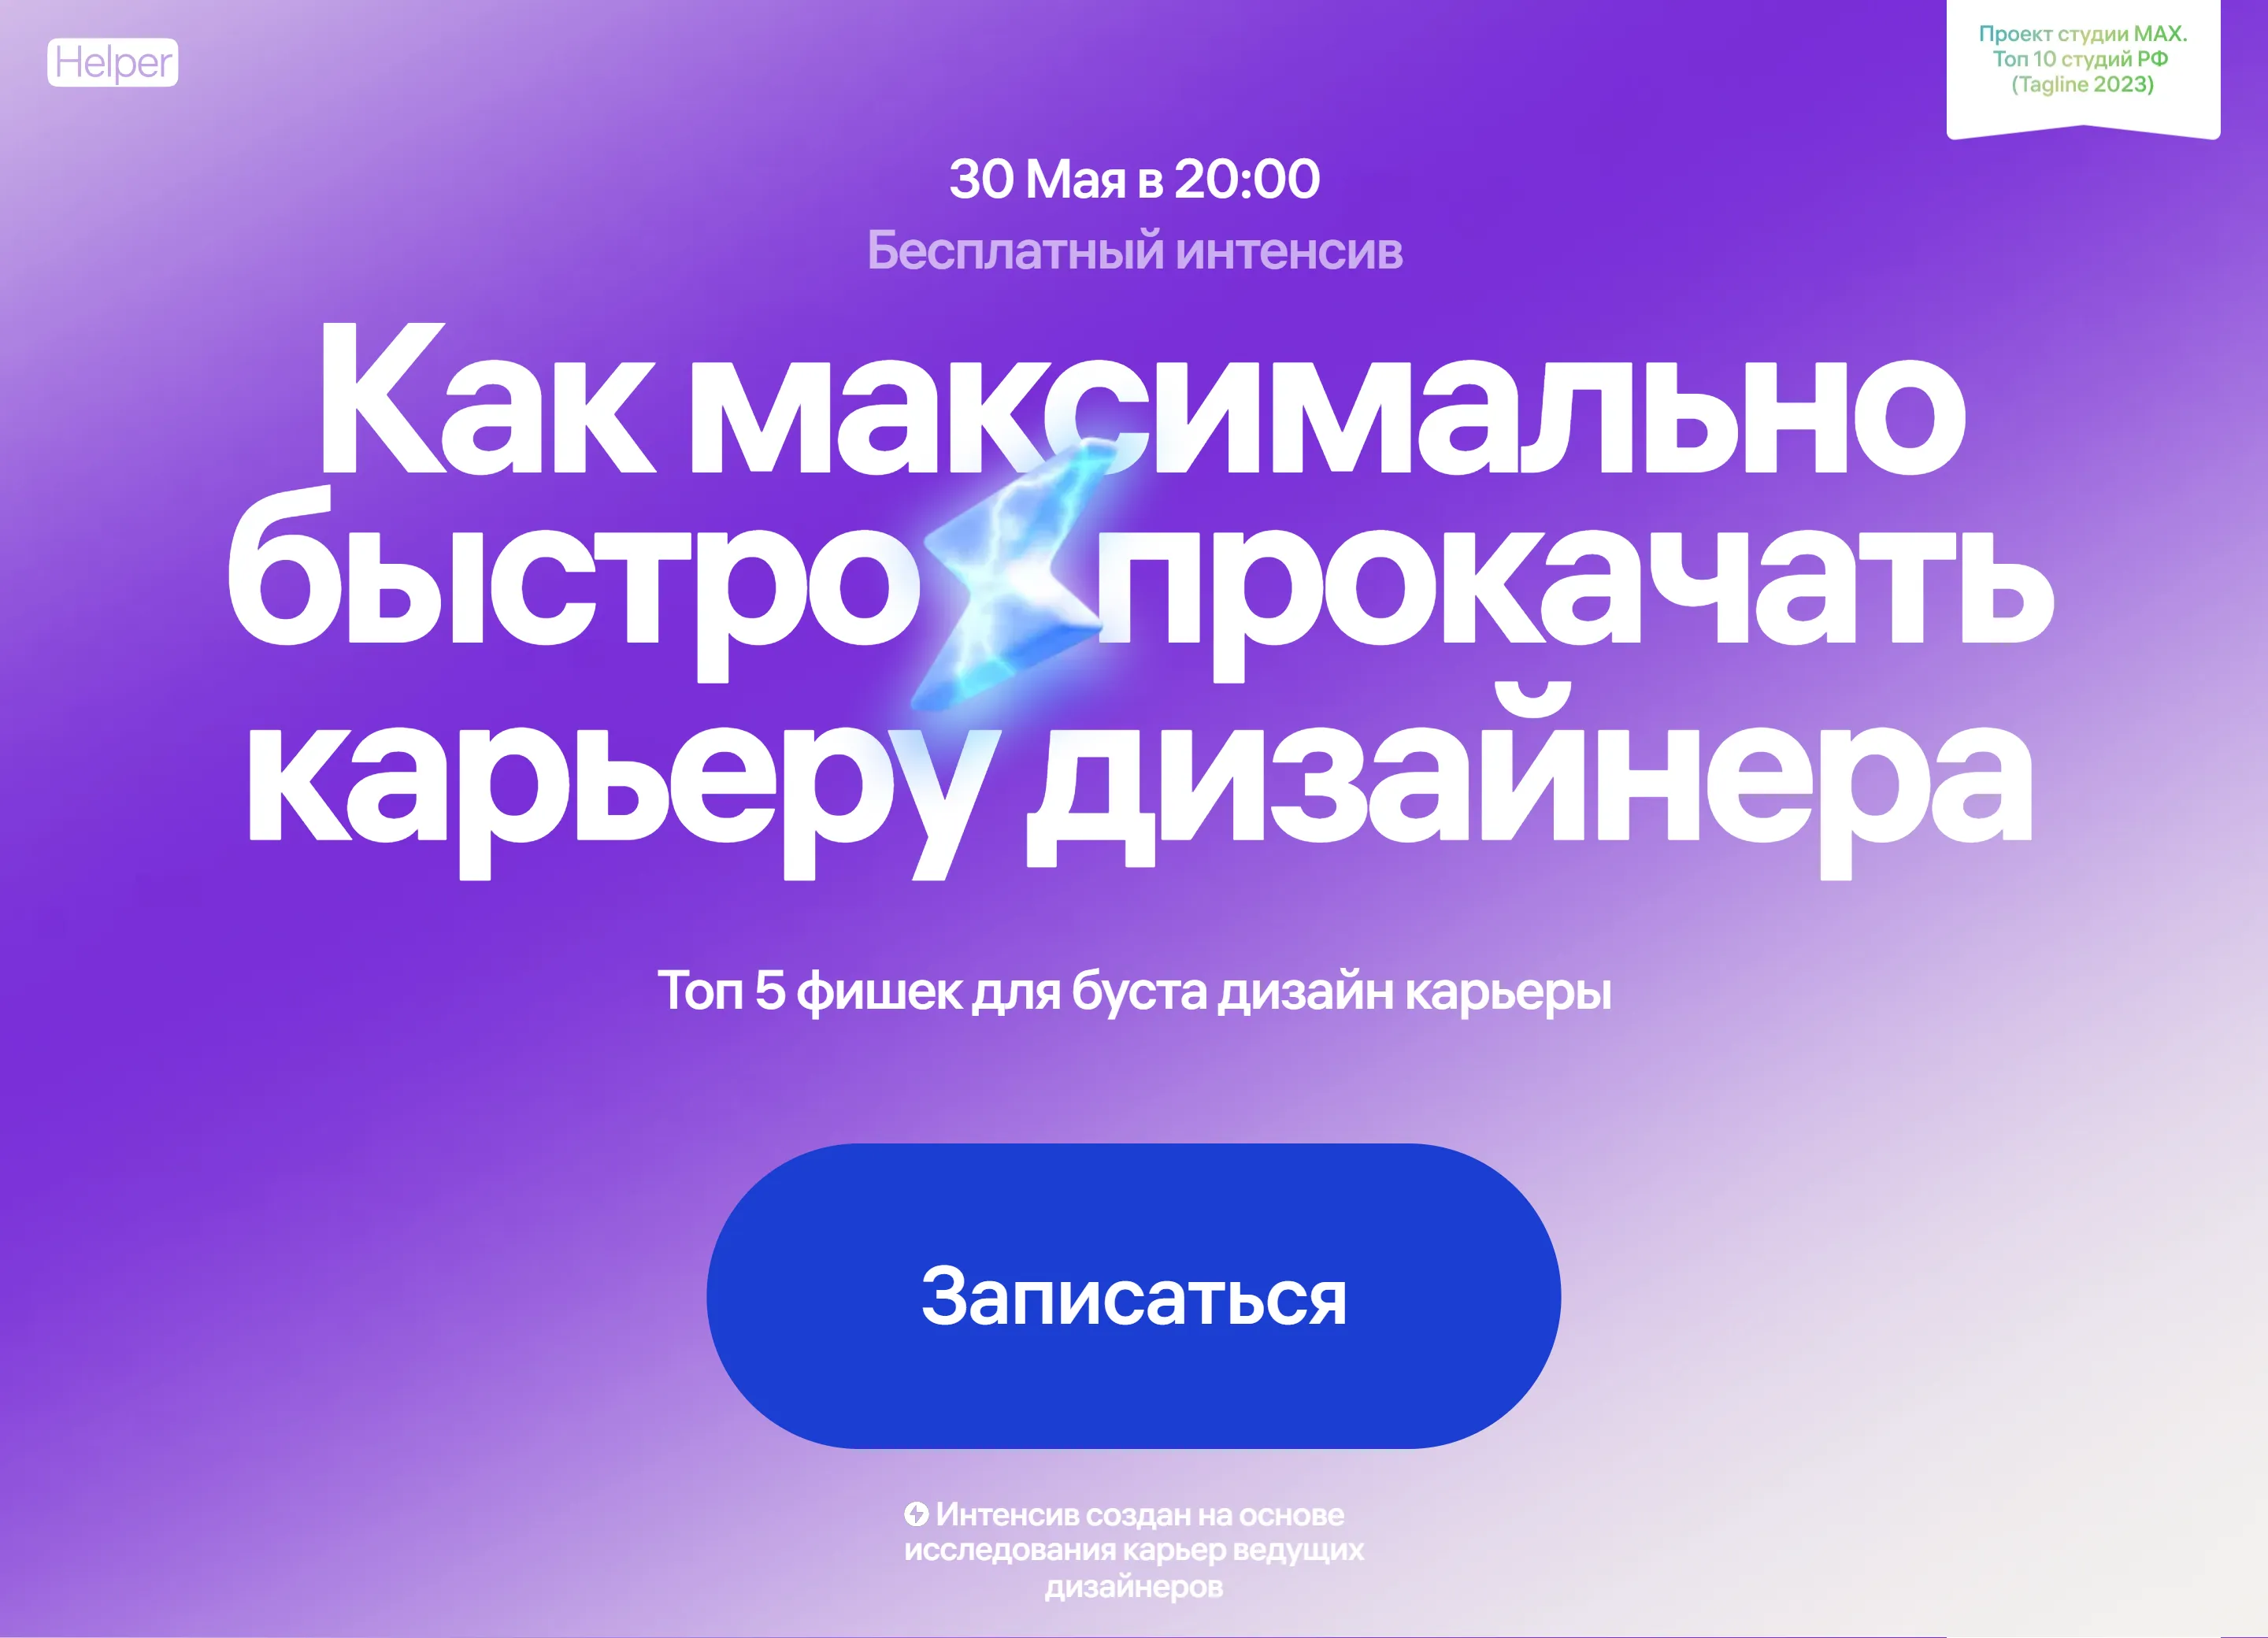 Helper
Проект студии MAX.
Топ 10 студий РФ
(Tagline 2023)
30 Мая в 20:00
Бесплатный интенсив
Как максимально
быстро прокачать
карьеру дизайнера
Топ 5 фишек для буста дизайн карьеры
Записаться
Интенсив создан на основе
исследования карьер ведущих
дизайнеров